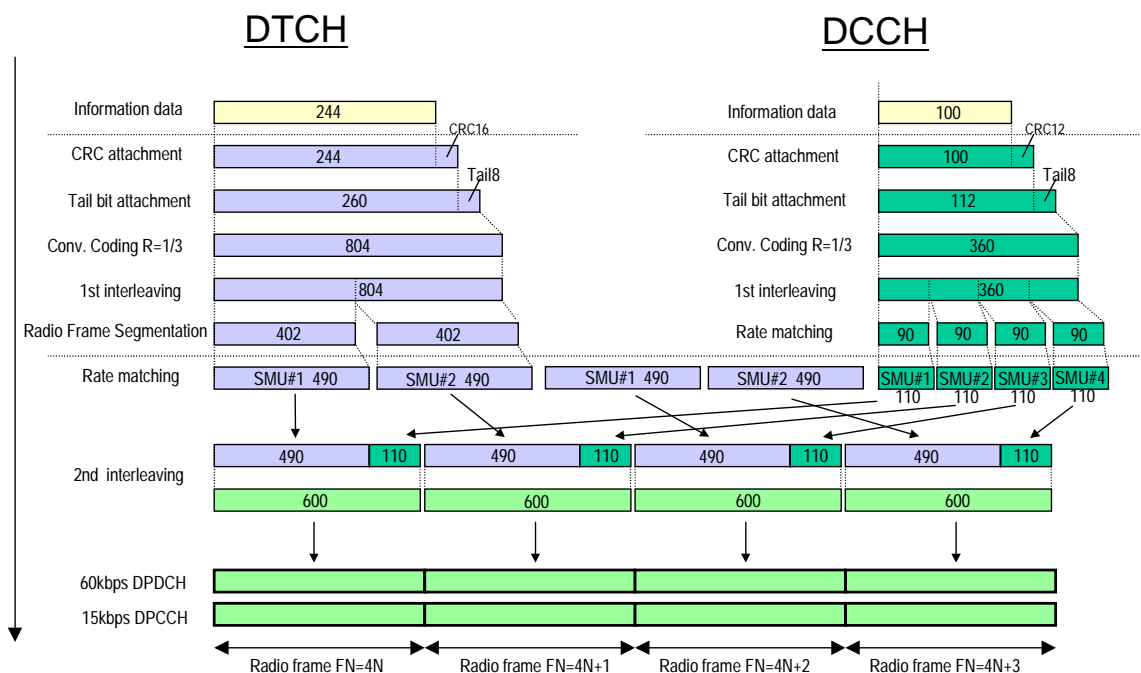 DTCH DCCH
Information data 244 Information data 100
CRC16 CRC12
CRC attachment 244 CRC attachment 100
Tail8 Tail8
Tail bit attachment 260 Tail bit attachment 112
Conv. Coding R=1/3 804 Conv. Coding R=1/3 360
1st interleaving 804 1st interleaving 360
Radio Frame Segmentation 402 402 Rate matching 90 90 90 90
Rate matching SMU#1 490 SMU#2 490 SMU#1 490 SMU#2 490 SMU#1 SMU#2 SMU#3 SMU#4
110 110 110 110
490 110 490 110 490 110 490 110
2nd interleaving
600 600 600 600
60kbps DPDCH
15kbps DPCCH
Radio frame FN=4N Radio frame FN=4N+1 Radio frame FN=4N+2 Radio frame FN=4N+3